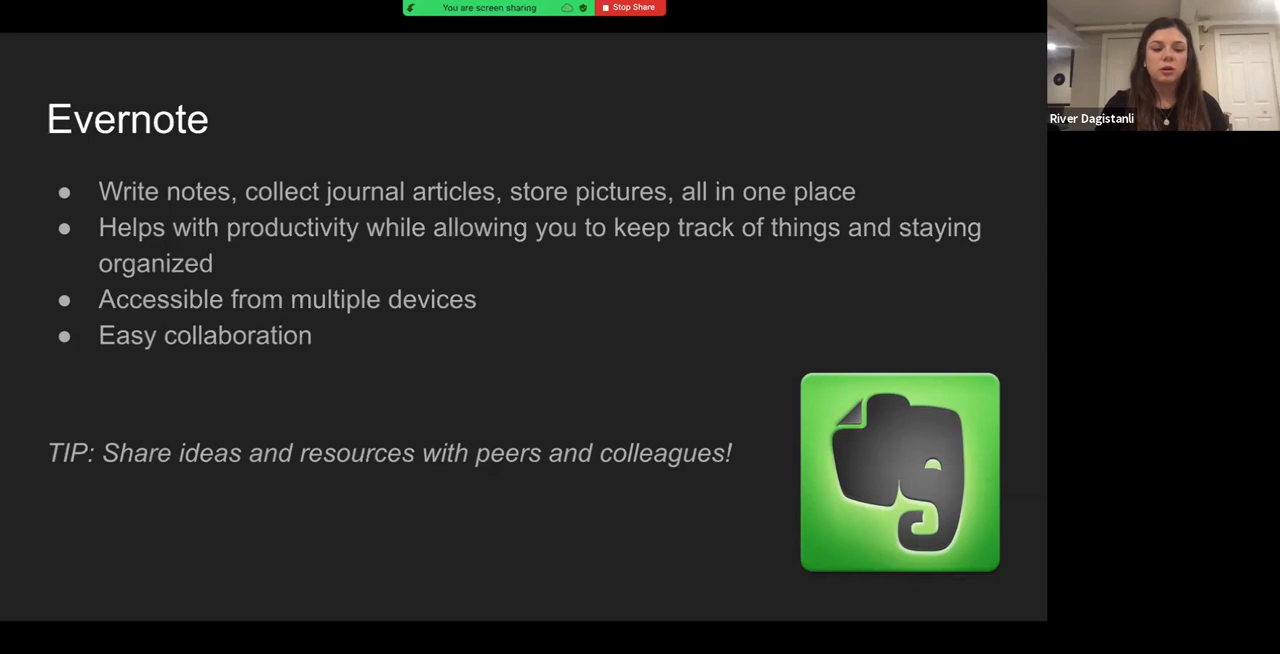 You are screen sharing
Stop Share
River Dagistanli
Evernote
● Write notes, collect journal articles, store pictures, all in one place
● Helps with productivity while allowing you to keep track of things and staying
organized
● Accessible from multiple devices
● Easy collaboration
TIP: Share ideas and resources with peers and colleagues!